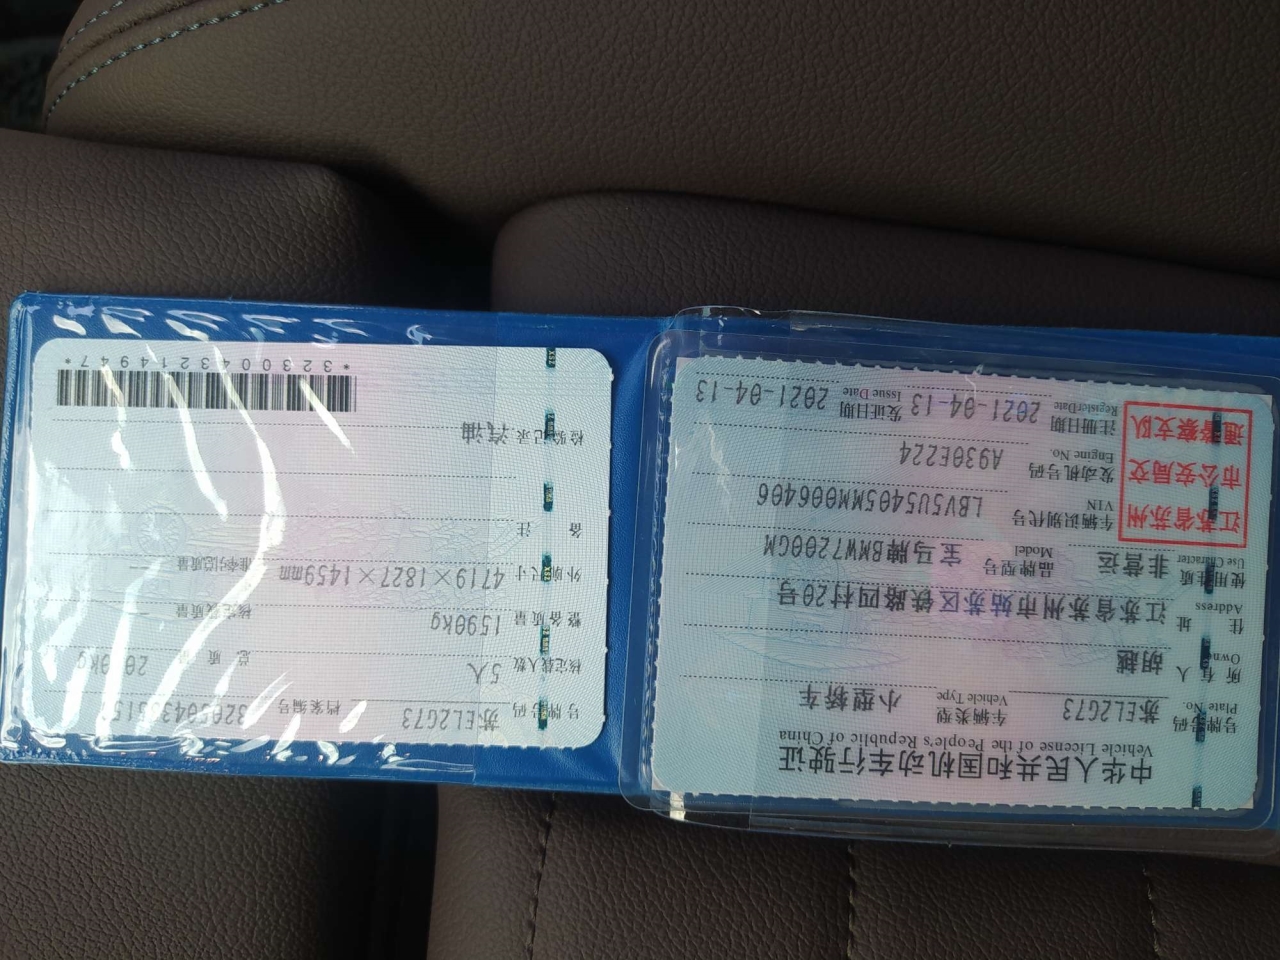 中华人民共和国机动车行驶证
Vehicle License of the People's Republic of China
号牌号码 苏EL2G73 车辆类型 小型轿车
Plate No. Vehicle Type
所有人 胡越
Owner
住址 江苏省苏州市姑苏区铁路四村20号
Address
使用性质 非营运 品牌型号 宝马牌BMW7200GM
Use Character Model
江苏省苏州
市公安局交
通警察支队
车辆识别代号 LBV5U5405MM006406
VIN
发动机号码 A930E224
Engine No.
注册日期 2021-04-13 发证日期 2021-04-13
Register Date Issue Date
号牌号码 苏EL2G73 档案编号
核定载人数 5人 总质量
整备质量 1590kg 核定载质量
外廓尺寸 4719×1827×1459mm 准牵引总质量
备注
检验记录 汽油
*3230043214947*